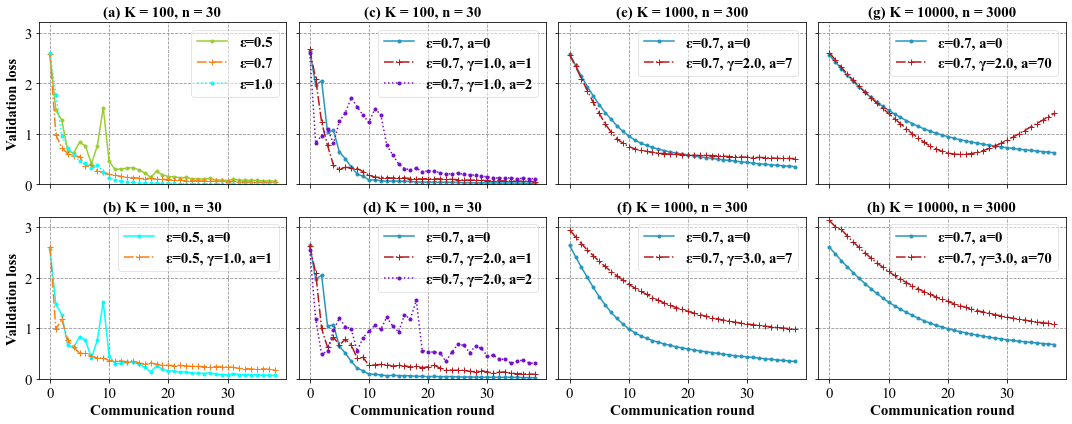 (a) K = 100, n = 30
Validation loss
3
2
1
0
ε=0.5
ε=0.7
ε=1.0
(c) K = 100, n = 30
ε=0.7, a=0
ε=0.7, γ=1.0, a=1
ε=0.7, γ=1.0, a=2
(e) K = 1000, n = 300
ε=0.7, a=0
ε=0.7, γ=2.0, a=7
(g) K = 10000, n = 3000
ε=0.7, a=0
ε=0.7, γ=2.0, a=70
(b) K = 100, n = 30
Validation loss
3
2
1
0
ε=0.5, a=0
ε=0.5, γ=1.0, a=1
0 10 20 30
Communication round
(d) K = 100, n = 30
ε=0.7, a=0
ε=0.7, γ=2.0, a=1
ε=0.7, γ=2.0, a=2
0 10 20 30
Communication round
(f) K = 1000, n = 300
ε=0.7, a=0
ε=0.7, γ=3.0, a=7
0 10 20 30
Communication round
(h) K = 10000, n = 3000
ε=0.7, a=0
ε=0.7, γ=3.0, a=70
0 10 20 30
Communication round